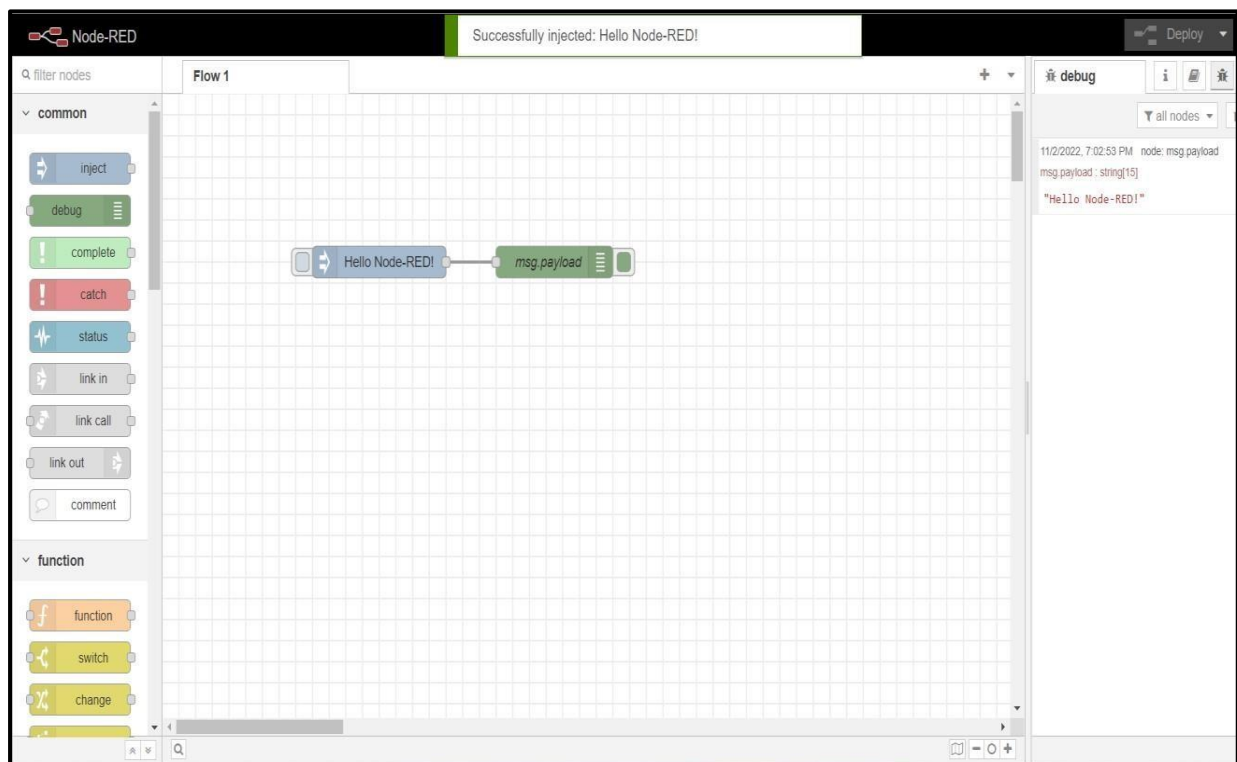 Node-RED
Successfully injected: Hello Node-RED!
Deploy
filter nodes
Flow 1
debug
i
all nodes
common
inject
debug
complete
catch
status
link in
link call
link out
comment
function
function
switch
change
Hello Node-RED!
msg.payload
11/2/2022, 7:02:53 PM node: msg.payload
msg.payload : string[15]
"Hello Node-RED!"